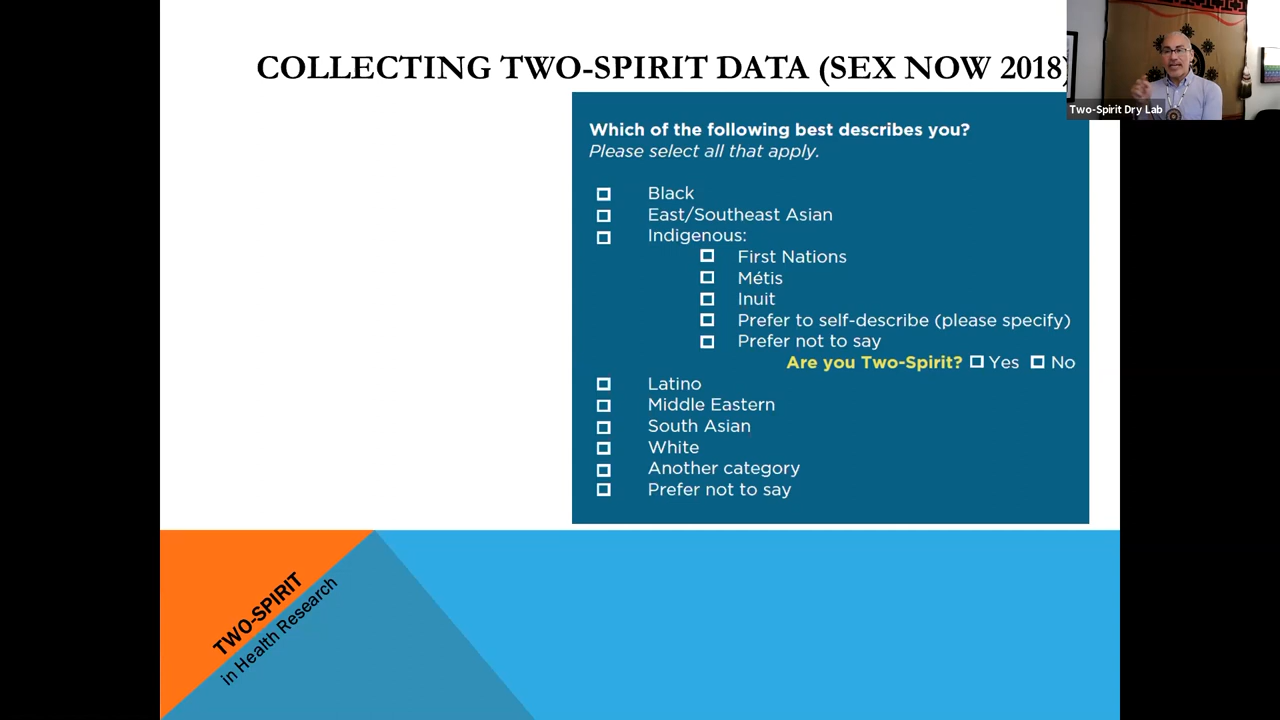 COLLECTING TWO-SPIRIT DATA (SEX NOW 2018)
Two-Spirit Dry Lab
Which of the following best describes you?
Please select all that apply.
Black
East/Southeast Asian
Indigenous:
First Nations
Métis
Inuit
Prefer to self-describe (please specify)
Prefer not to say
Are you Two-Spirit? Yes No
Latino
Middle Eastern
South Asian
White
Another category
Prefer not to say
TWO-SPIRIT
in Health Research